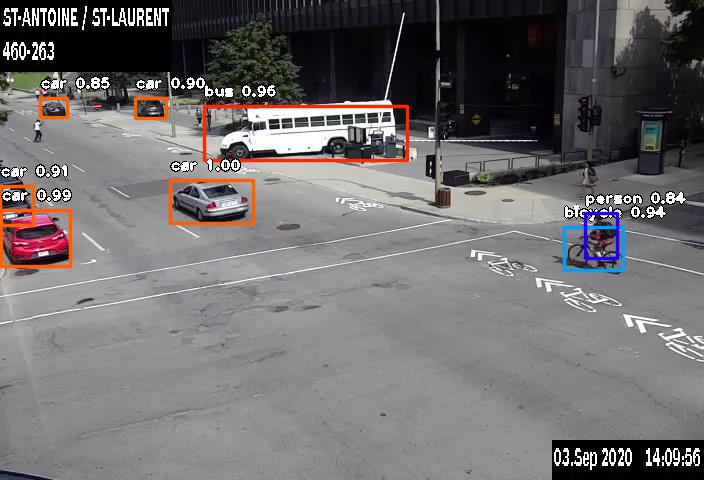 ST-ANTOINE / ST-LAURENT
460-263
car 0.85
car 0.90
bus 0.96
car 0.91
car 1.00
car 0.99
person 0.84
bicycle 0.94
03.Sep 2020 14:09:56